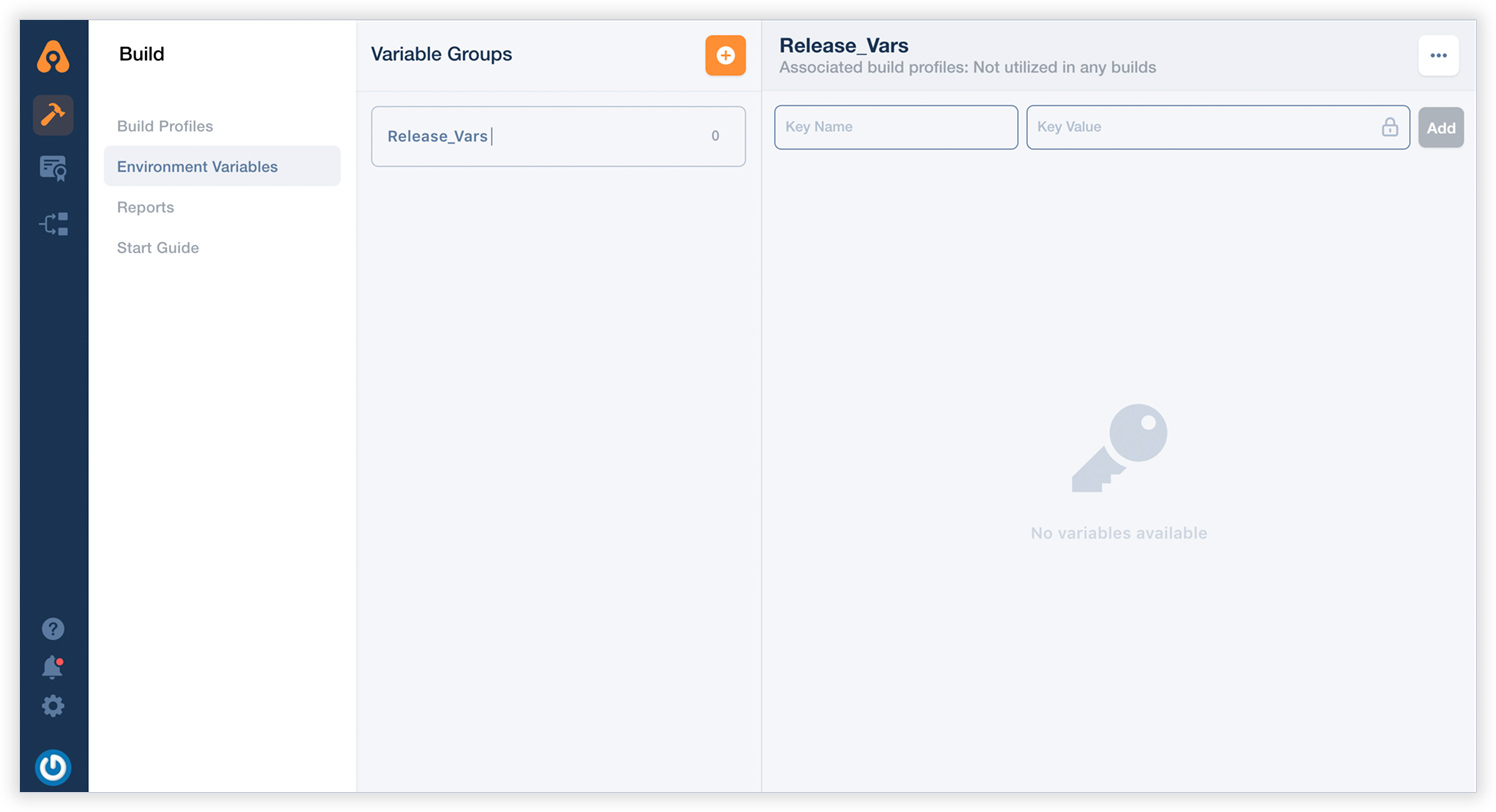 Build
Build Profiles
Environment Variables
Reports
Start Guide
Variable Groups
Release_Vars 0
Release_Vars
Associated build profiles: Not utilized in any builds
Key Name
Key Value
Add
No variables available
?